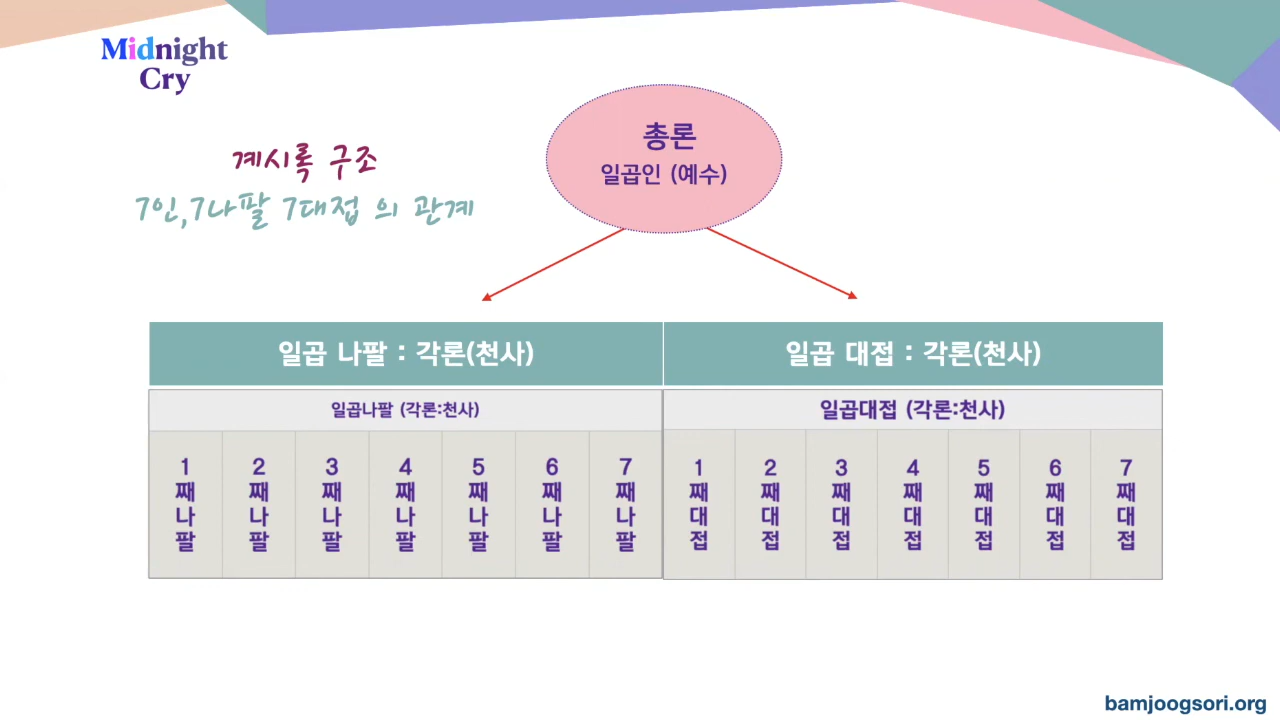 Midnight
Cry
계시록 구조
7인,7나팔 7대접 의 관계
총론
일곱인 (예수)
일곱 나팔 : 각론(천사)
일곱 대접 : 각론(천사)
일곱나팔 (각론:천사)
일곱대접 (각론:천사)
1째나팔
2째나팔
3째나팔
4째나팔
5째나팔
6째나팔
7째나팔
1째대접
2째대접
3째대접
4째대접
5째대접
6째대접
7째대접
bamjoogsori.org